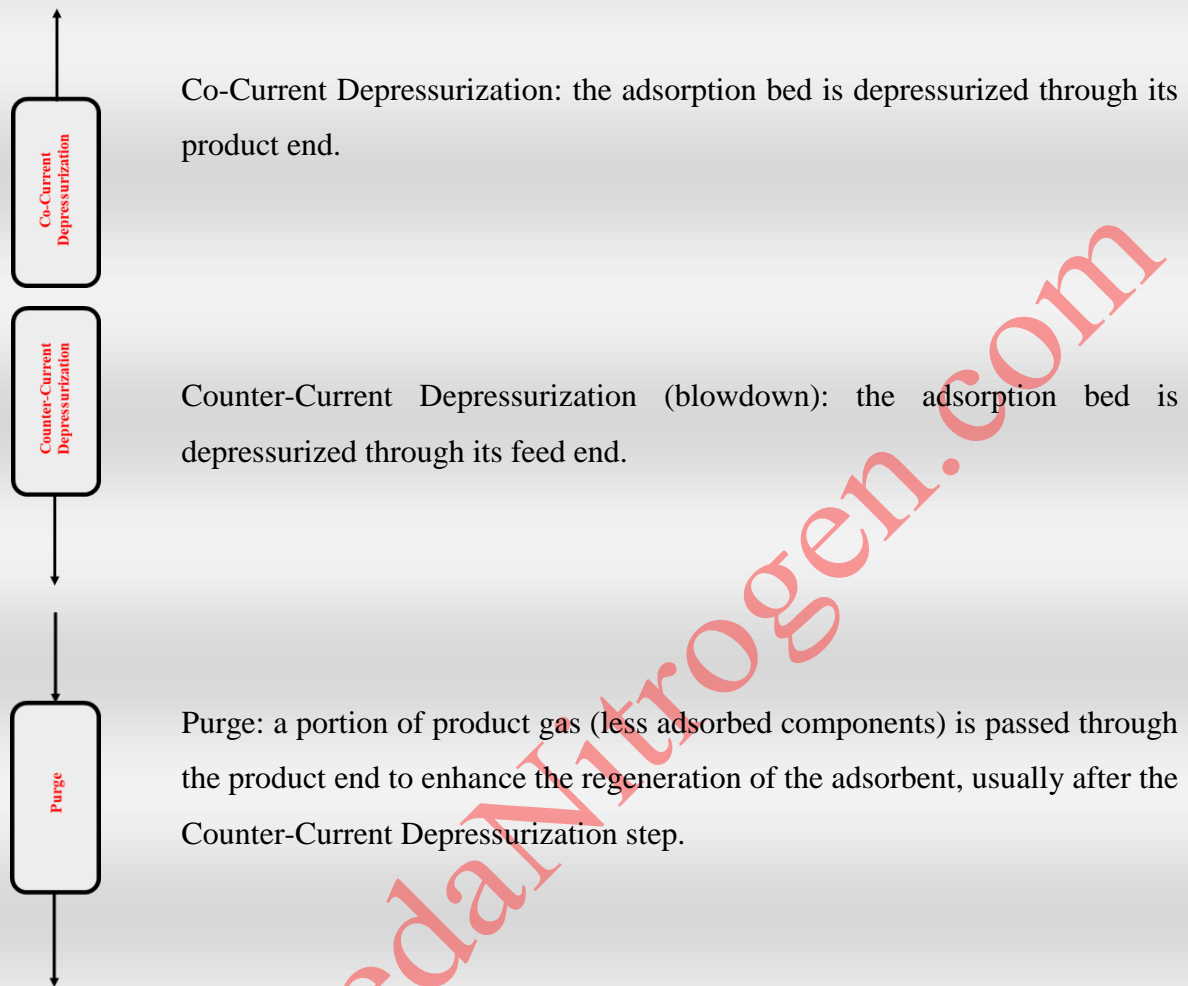 Co-Current
Depressurization
Co-Current Depressurization: the adsorption bed is depressurized through its
product end.
Counter-Current
Depressurization
Counter-Current Depressurization (blowdown): the adsorption bed is
depressurized through its feed end.
Purge
Purge: a portion of product gas (less adsorbed components) is passed through
the product end to enhance the regeneration of the adsorbent, usually after the
Counter-Current Depressurization step.
edaNitrogen.com